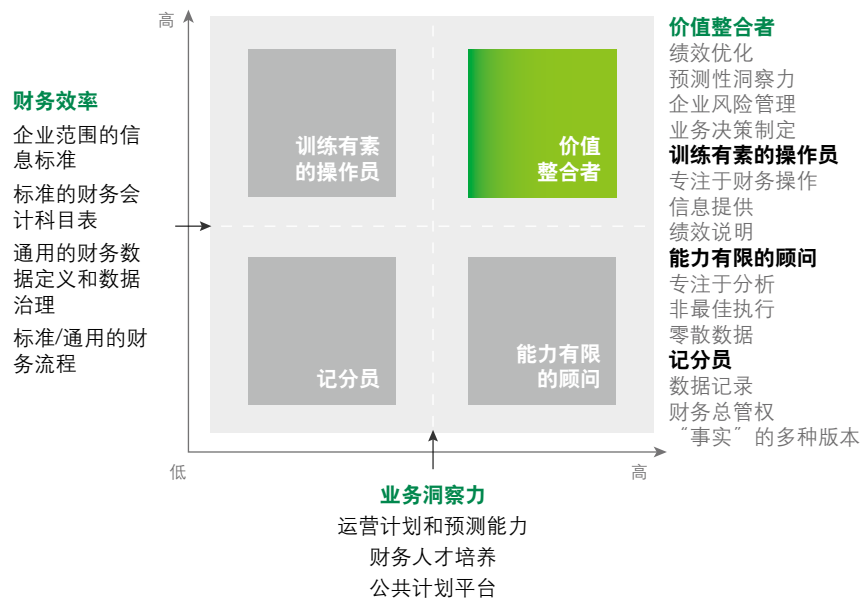 高
财务效率
企业范围的信
息标准
标准的财务会
计科目表
通用的财务数
据定义和数据
治理
标准/通用的财
务流程
训练有素
的操作员
价值
整合者
记分员
能力有限
的顾问
低
高
业务洞察力
运营计划和预测能力
财务人才培养
公共计划平台
价值整合者
绩效优化
预测性洞察力
企业风险管理
业务决策制定
训练有素的操作员
专注于财务操作
信息提供
绩效说明
能力有限的顾问
专注于分析
非最佳执行
零散数据
记分员
数据记录
财务总管权
“事实”的多种版本